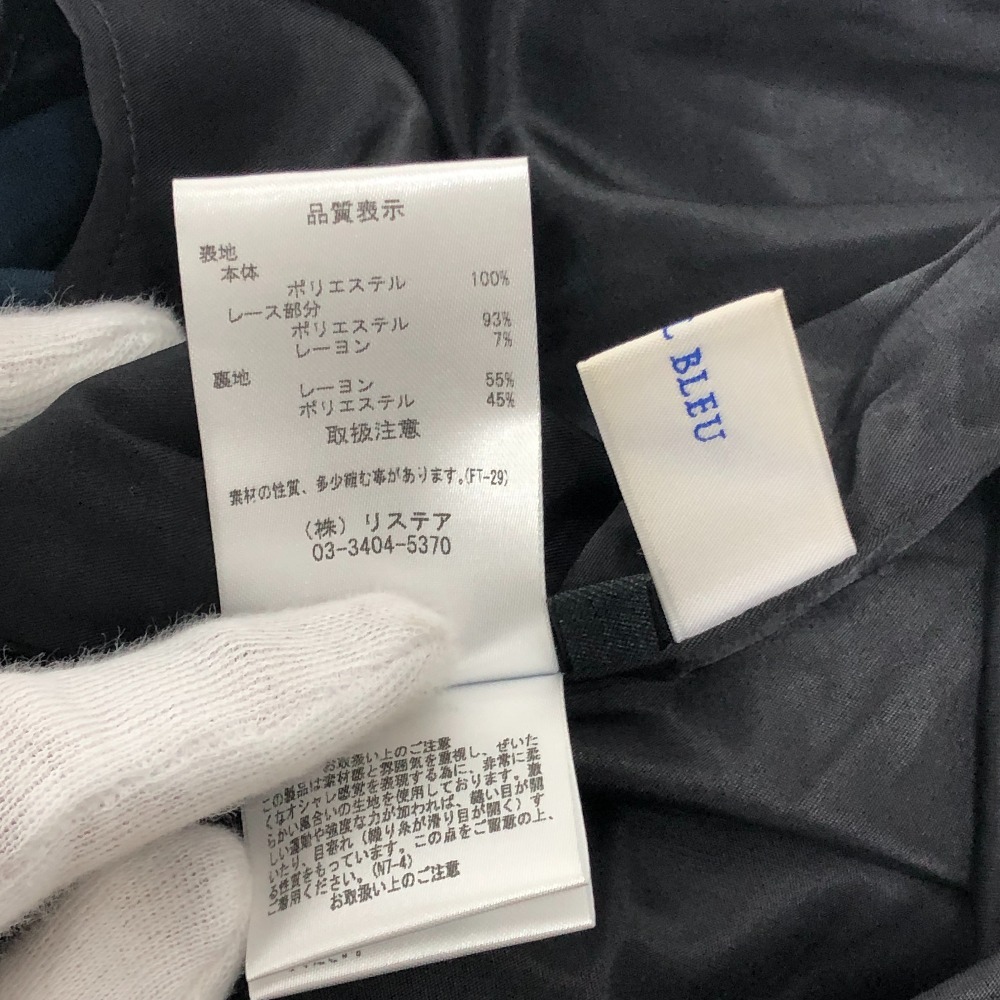 品質表示
表地
本体
ポリエステル 100%
レース部分
ポリエステル 93%
レーヨン 7%
裏地
レーヨン 55%
ポリエステル 45%
取扱注意
素材の性質、多少縮む事があります。(FT-29)
(株) リステア
03-3404-5370
BLEU
お取扱い上のご注意
この製品は素材感と雰囲気を重視し、ぜいた
くなオシャレ感覚を表現する為に、非常に柔
らかい風合いの生地を使用しております。激
しい運動や強度な力が加われば、縫い目が開
いたり、目寄れ(織り糸が滑り目が開く)す
る性質をもっています。この点をご留意の上、
ご着用ください。(N7-4)
お取扱い上のご注意